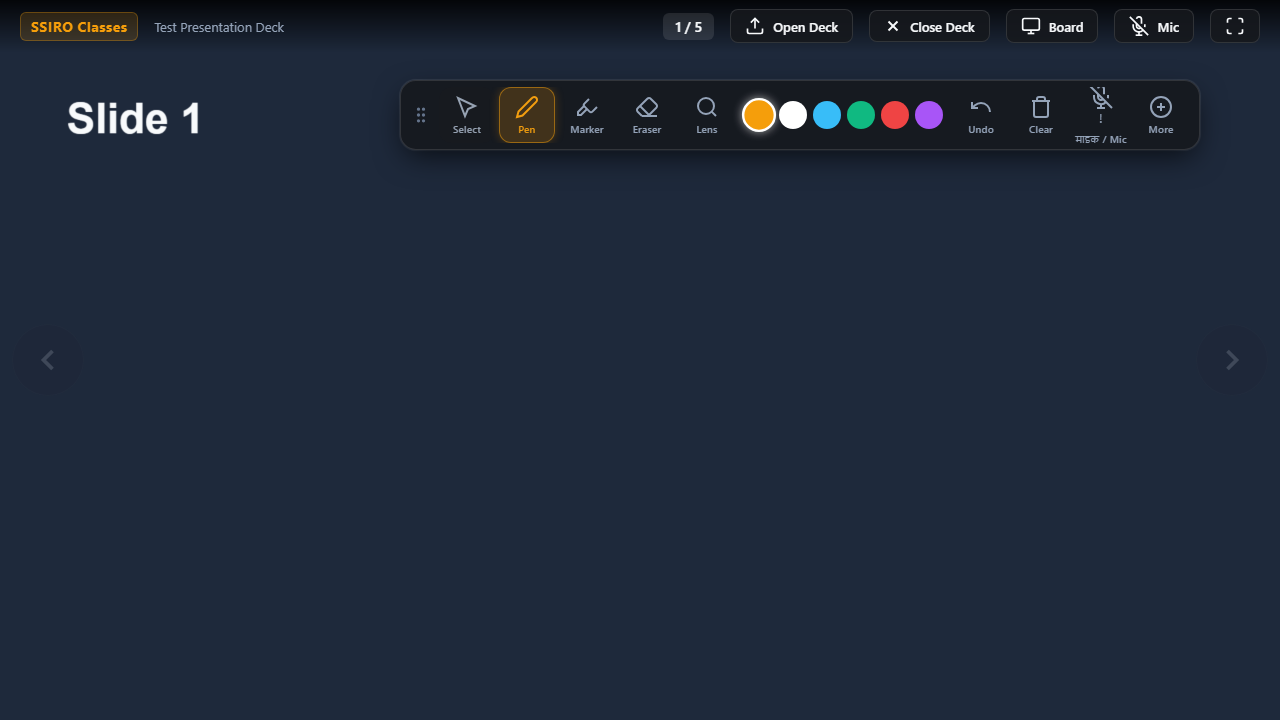 SSIRO Classes
Test Presentation Deck
1 / 5
Open Deck
Close Deck
Board
Mic
Slide 1
Select
Pen
Marker
Eraser
Lens
Undo
Clear
!
माइक / Mic
More